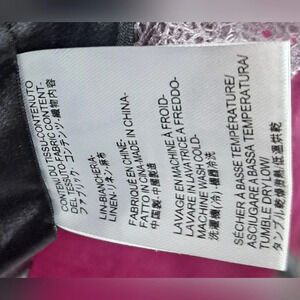 CONTENU DU TISSU/CONTENUTO
DEL TESSUTO/FABRIC CONTENT-
ファブリック・コンテンツ/織物内容
LIN-BIANCHERIA-
LINEN-リネン/麻布
FABRIQUÉ EN CHINE-
FATTO IN CINA-MADE IN CHINA-
中国製・中國製造
LAVAGE EN MACHINE À FROID-
LAVARE IN LAVATRICE A FREDDO-
MACHINE WASH COLD-
洗濯機(冷)/機器冷洗
SÉCHER À BASSE TEMPÉRATURE/
ASCIUGARE A BASSA TEMPERATURA/
TUMBLE DRY LOW/
タンブル乾燥低温/低溫烘乾